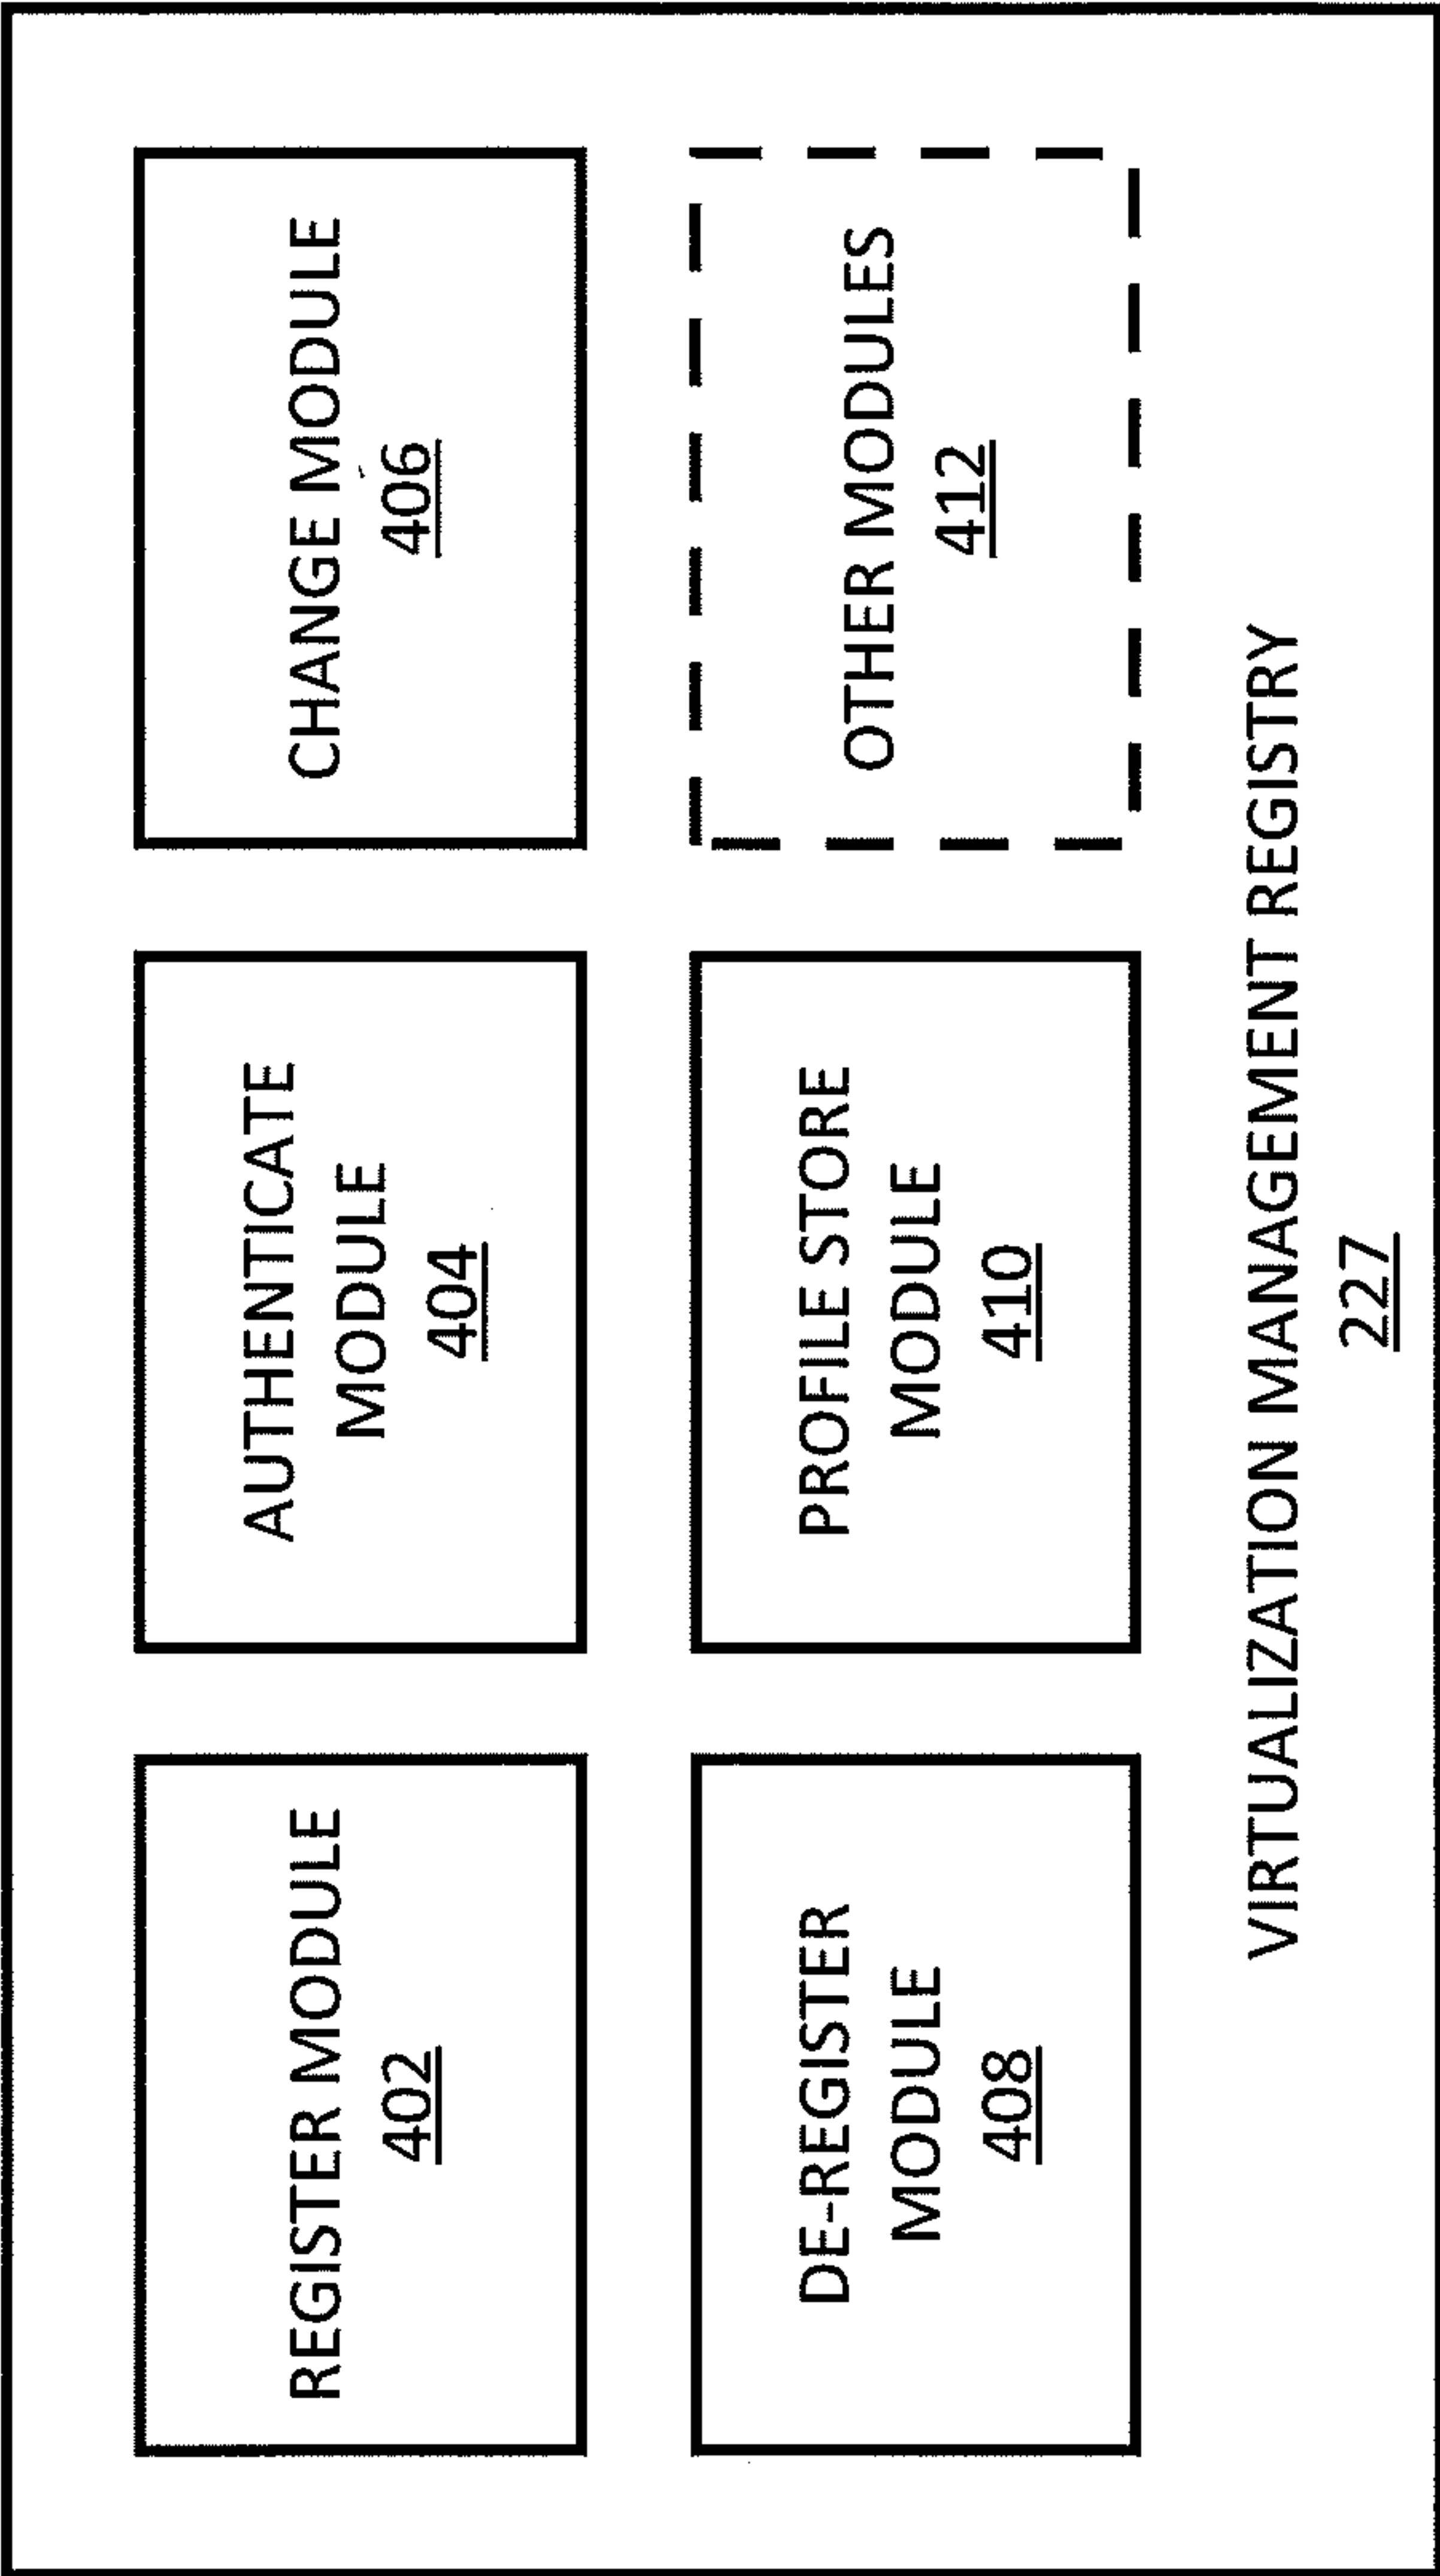 REGISTER MODULE
402
AUTHENTICATE
MODULE
404
CHANGE MODULE
406
DE-REGISTER
MODULE
408
PROFILE STORE
MODULE
410
OTHER MODULES
412
VIRTUALIZATION MANAGEMENT REGISTRY
227